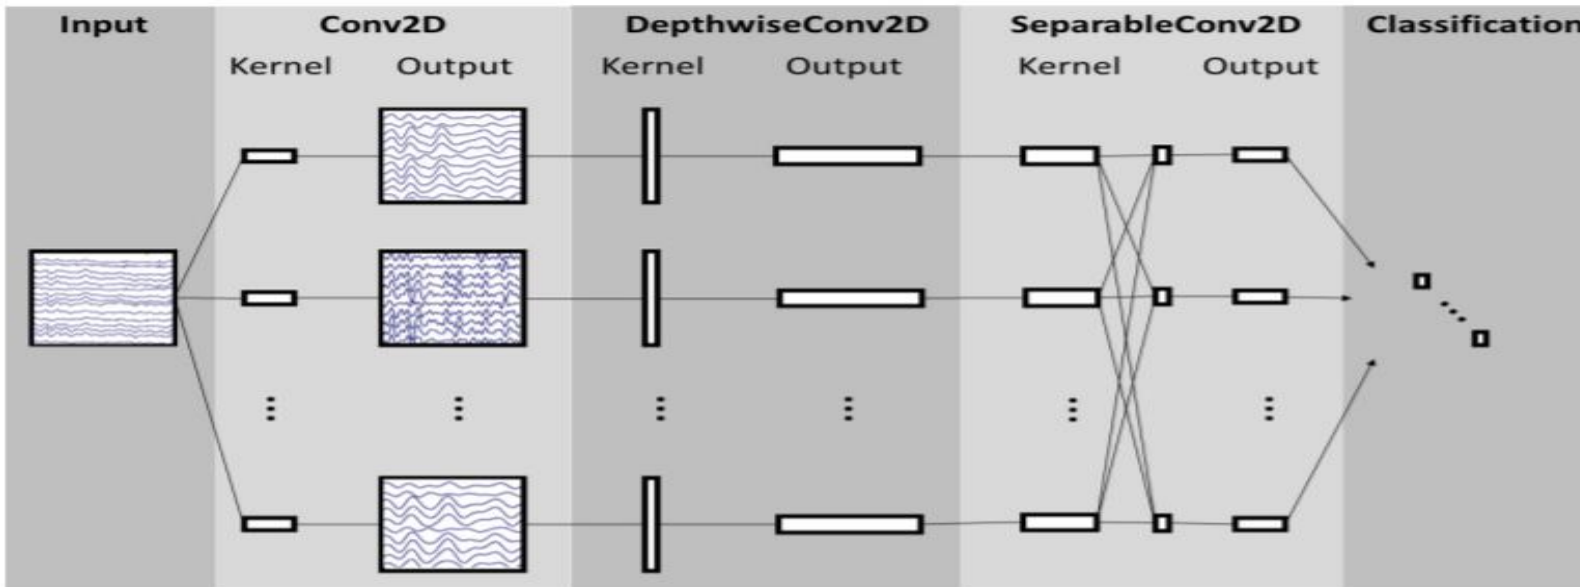 Input Conv2D DepthwiseConv2D SeparableConv2D Classification
Kernel Output Kernel Output Kernel Output